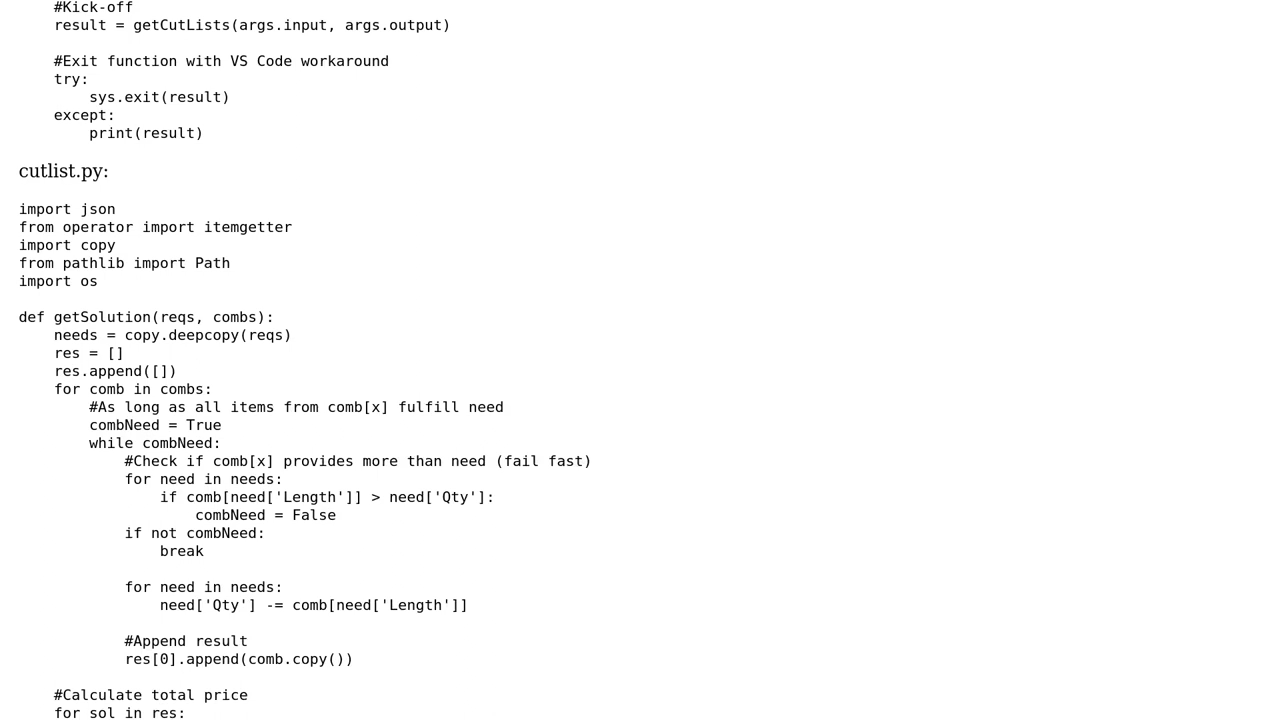 #Kick-off
    result = getCutLists(args.input, args.output)

    #Exit function with VS Code workaround
    try:
        sys.exit(result)
    except:
        print(result)

cutlist.py:

import json
from operator import itemgetter
import copy
from pathlib import Path
import os

def getSolution(reqs, combs):
    needs = copy.deepcopy(reqs)
    res = []
    res.append([])
    for comb in combs:
        #As long as all items from comb[x] fulfill need
        combNeed = True
        while combNeed:
            #Check if comb[x] provides more than need (fail fast)
            for need in needs:
                if comb[need['Length']] > need['Qty']:
                    combNeed = False
            if not combNeed:
                break

            for need in needs:
                need['Qty'] -= comb[need['Length']]

            #Append result
            res[0].append(comb.copy())

    #Calculate total price
    for sol in res: